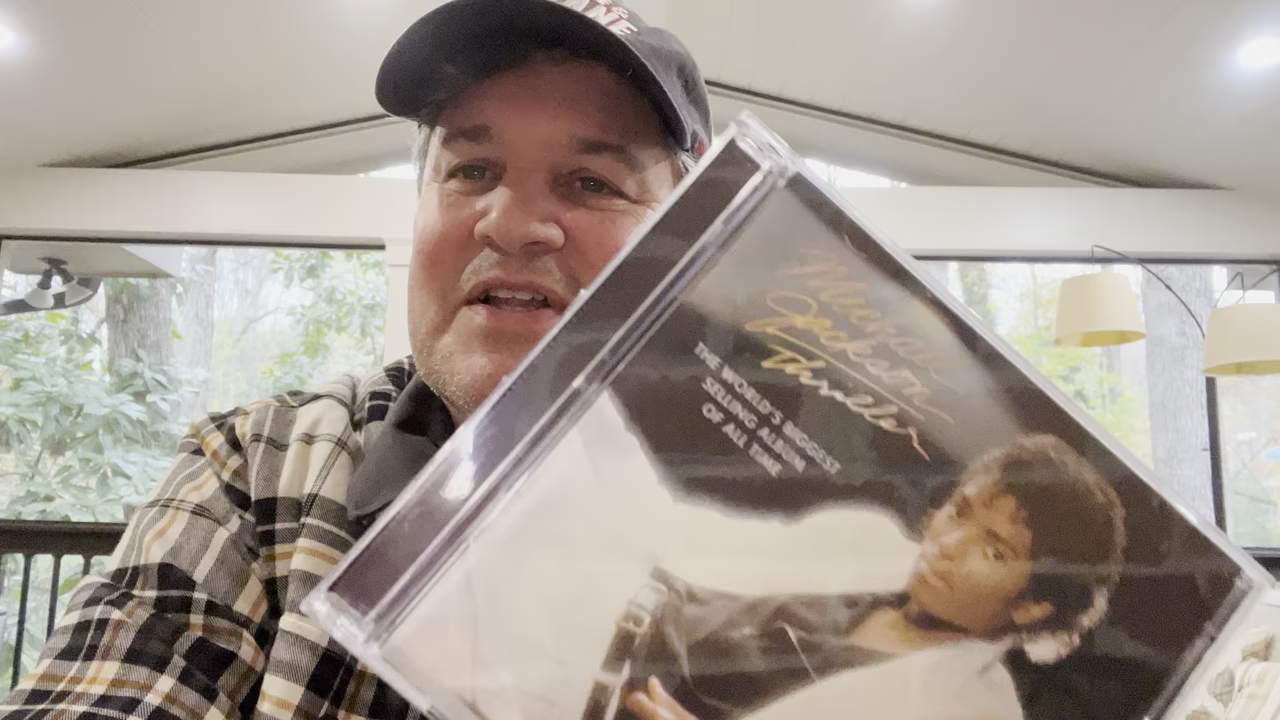 Michael
Jackson
Thriller
THE WORLD'S BIGGEST
SELLING ALBUM
OF ALL TIME